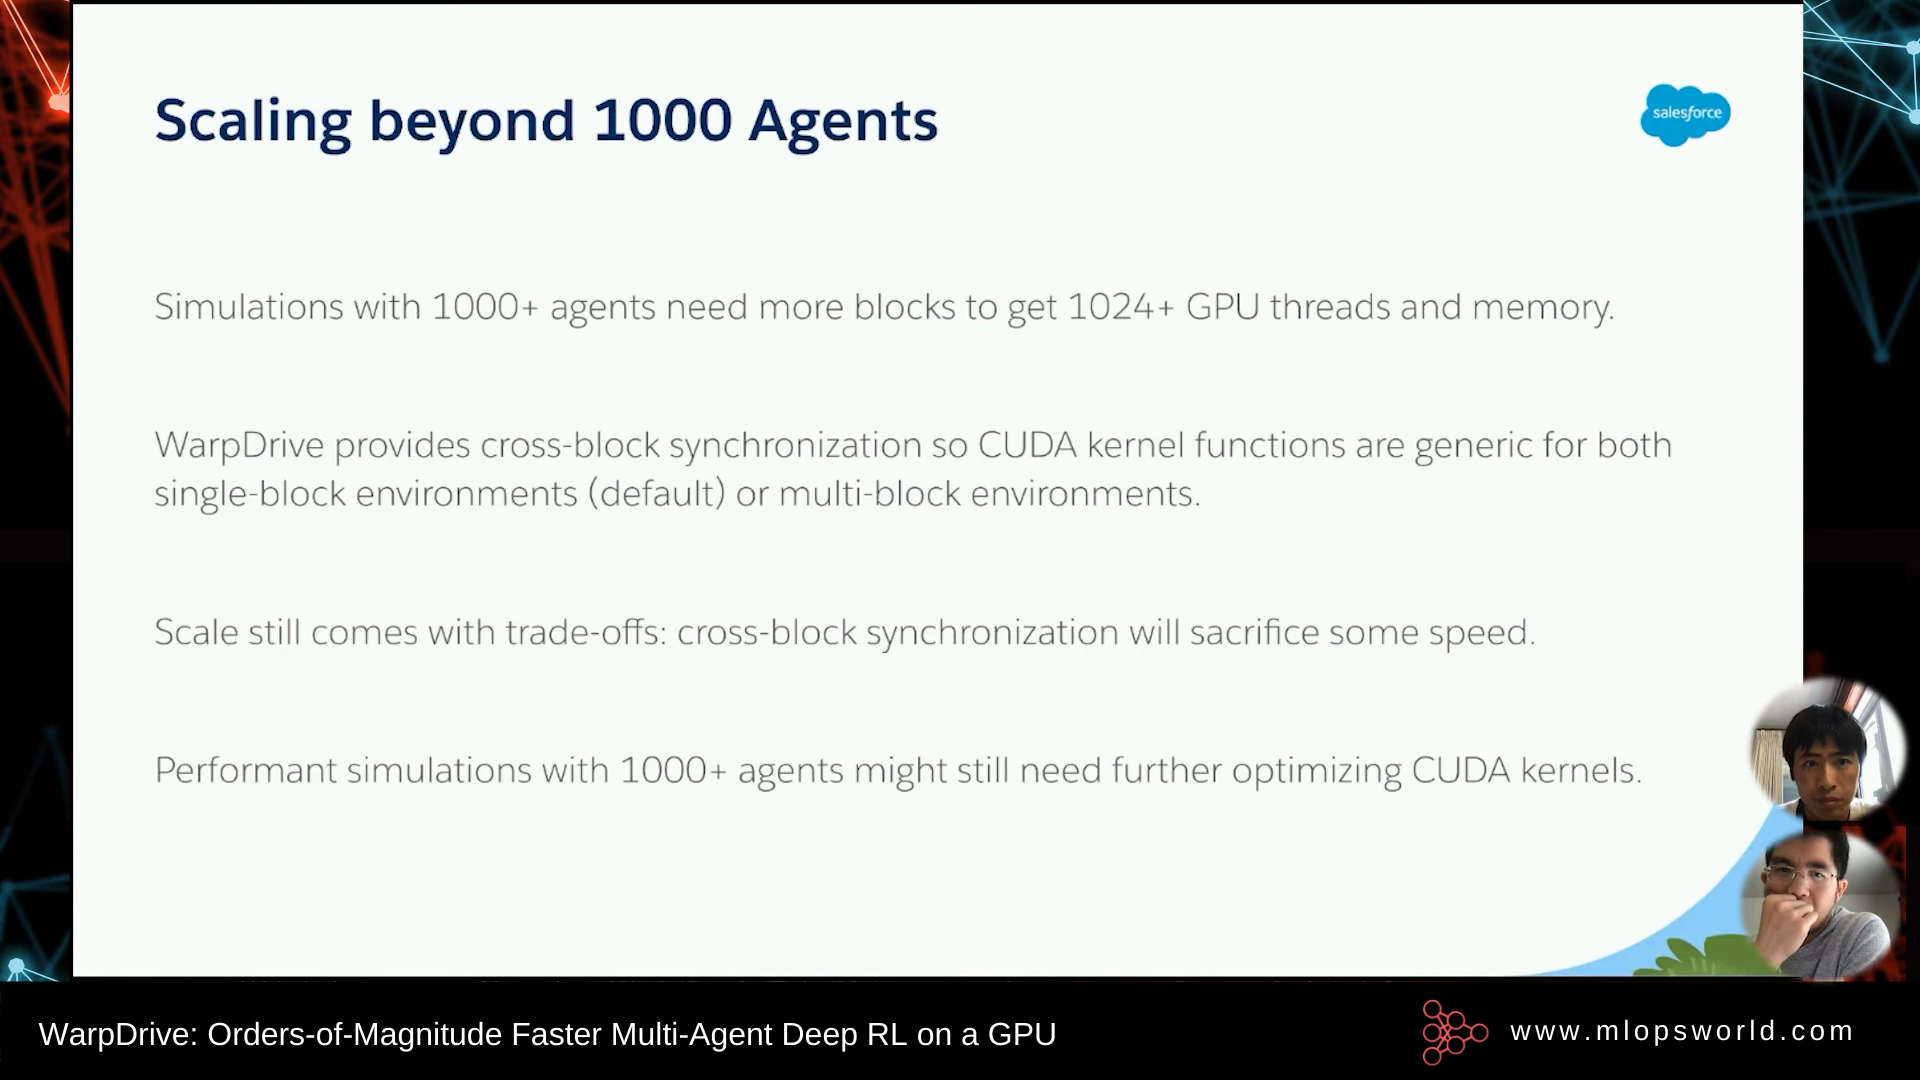 Scaling beyond 1000 Agents
salesforce
Simulations with 1000+ agents need more blocks to get 1024+ GPU threads and memory.
WarpDrive provides cross-block synchronization so CUDA kernel functions are generic for both
single-block environments (default) or multi-block environments.
Scale still comes with trade-offs: cross-block synchronization will sacrifice some speed.
Performant simulations with 1000+ agents might still need further optimizing CUDA kernels.
WarpDrive: Orders-of-Magnitude Faster Multi-Agent Deep RL on a GPU
www.mlopsworld.com